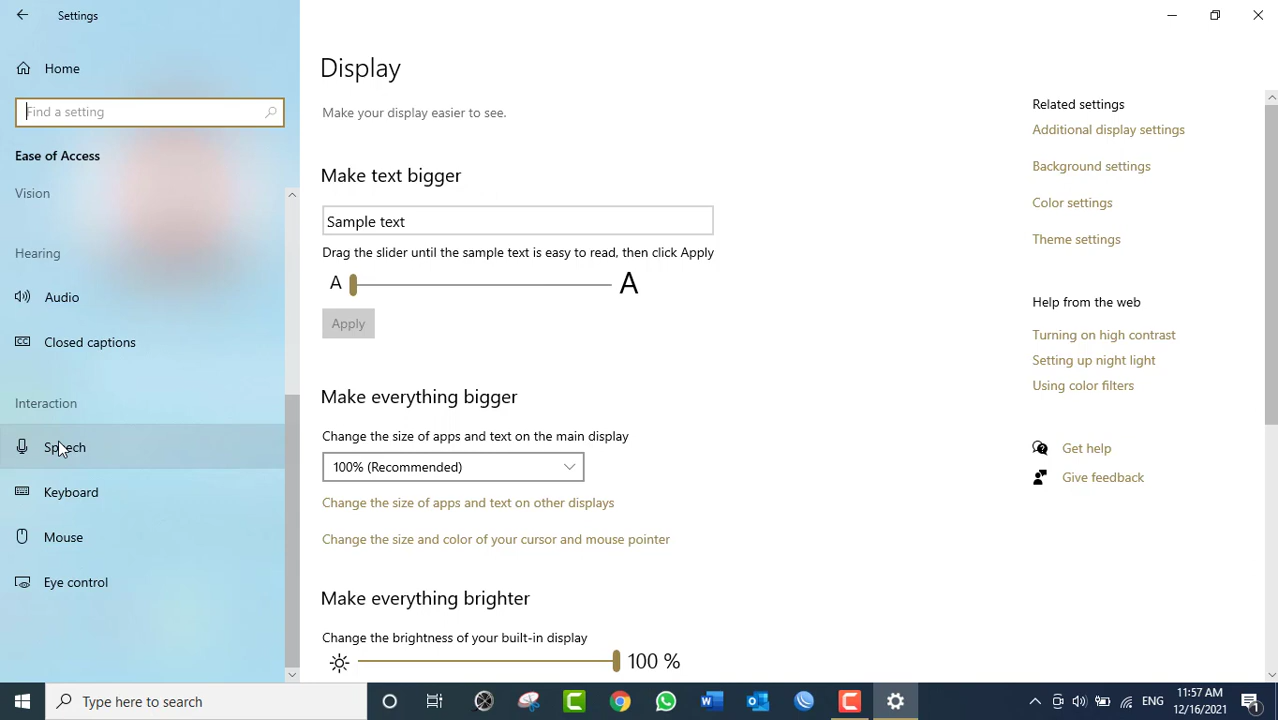 Settings
Home
Find a setting
Ease of Access
Vision
Hearing
Audio
Closed captions
Interaction
Speech
Keyboard
Mouse
Eye control
Display
Make your display easier to see.
Make text bigger
Sample text
Drag the slider until the sample text is easy to read, then click Apply
A A
Apply
Make everything bigger
Change the size of apps and text on the main display
100% (Recommended)
Change the size of apps and text on other displays
Change the size and color of your cursor and mouse pointer
Make everything brighter
Change the brightness of your built-in display
100 %
Related settings
Additional display settings
Background settings
Color settings
Theme settings
Help from the web
Turning on high contrast
Setting up night light
Using color filters
Get help
Give feedback
Type here to search
ENG
11:57 AM
12/16/2021
1